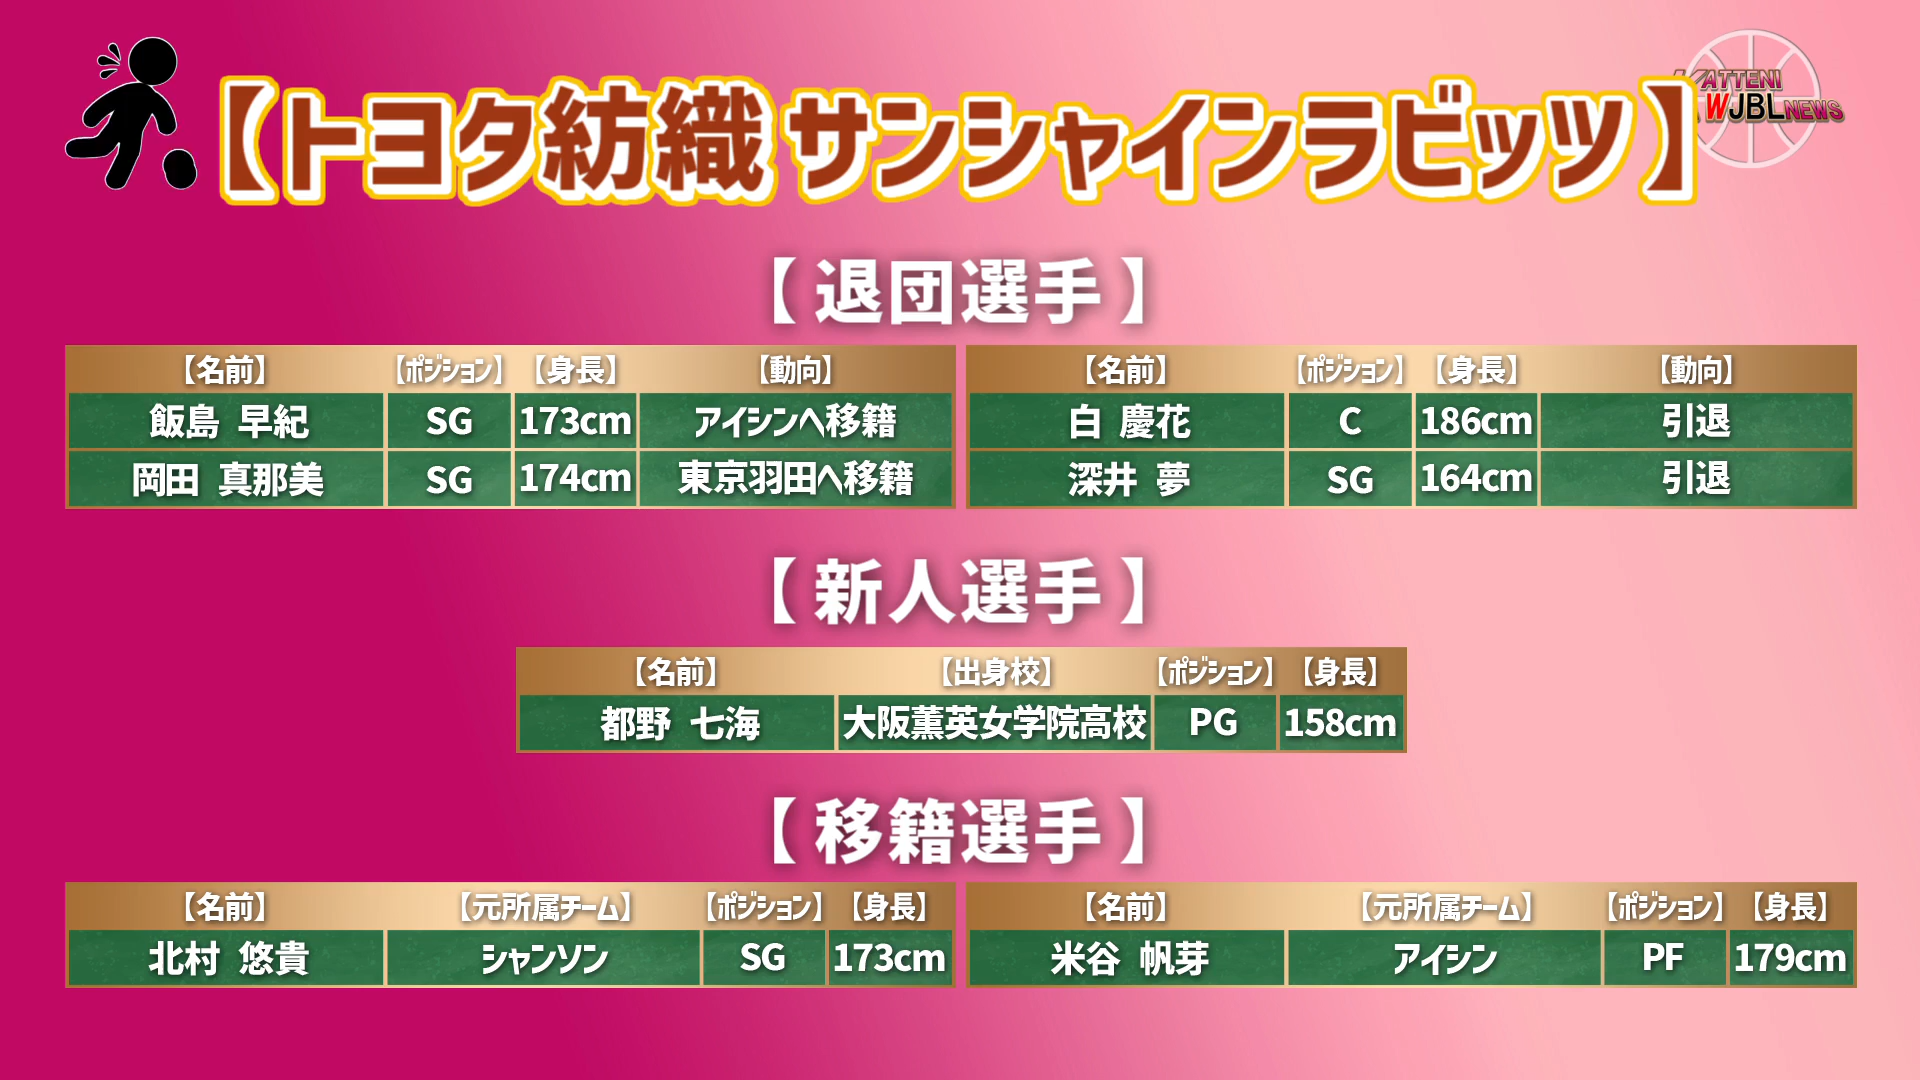 【トヨタ紡織 サンシャインラビッツ】
KATTENI
WJBL NEWS
【退団選手】
【名前】 【ポジション】 【身長】 【動向】
飯島 早紀 SG 173cm アイシンへ移籍
岡田 真那美 SG 174cm 東京羽田へ移籍
【名前】 【ポジション】 【身長】 【動向】
白 慶花 C 186cm 引退
深井 夢 SG 164cm 引退
【新人選手】
【名前】 【出身校】 【ポジション】 【身長】
都野 七海 大阪薫英女学院高校 PG 158cm
【移籍選手】
【名前】 【元所属チーム】 【ポジション】 【身長】
北村 悠貴 シャンソン SG 173cm
【名前】 【元所属チーム】 【ポジション】 【身長】
米谷 帆芽 アイシン PF 179cm